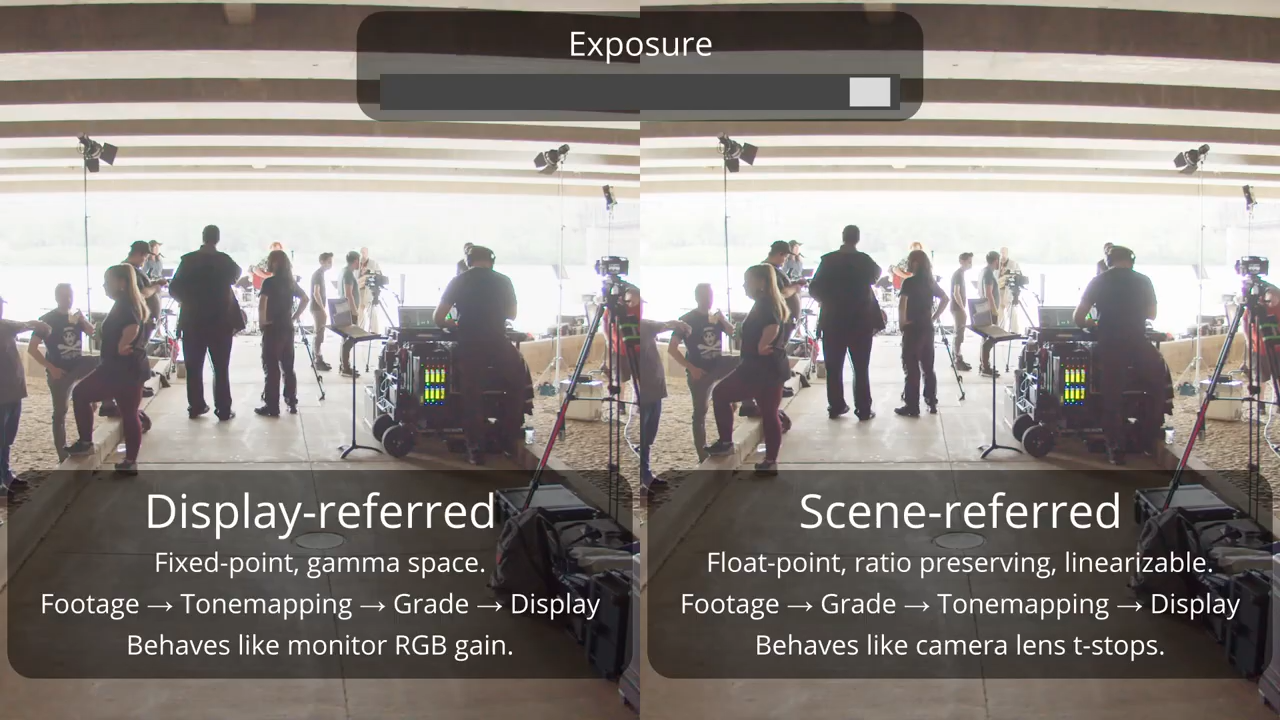 Exposure
Display-referred
Fixed-point, gamma space.
Footage → Tonemapping → Grade → Display
Behaves like monitor RGB gain.
Scene-referred
Float-point, ratio preserving, linearizable.
Footage → Grade → Tonemapping → Display
Behaves like camera lens t-stops.